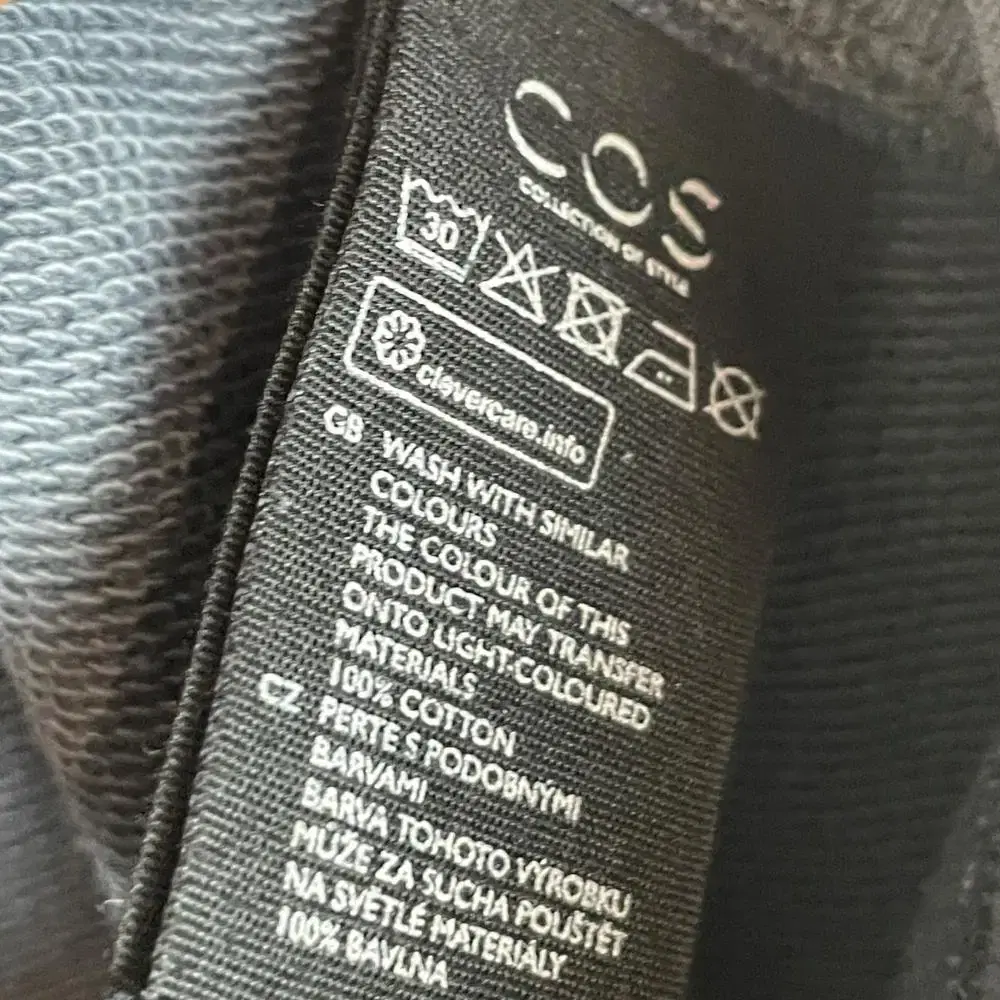 COS
COLLECTION OF STYLE
30
clevercare.info
GB WASH WITH SIMILAR
COLOURS
THE COLOUR OF THIS
PRODUCT MAY TRANSFER
ONTO LIGHT-COLOURED
MATERIALS
100% COTTON
CZ PERTE S PODOBNÝMI
BARVAMI
BARVA TOHOTO VÝROBKU
MŮŽE ZA SUCHA POUŠTĚT
NA SVĚTLÉ MATERIÁLY
100% BAVLNA